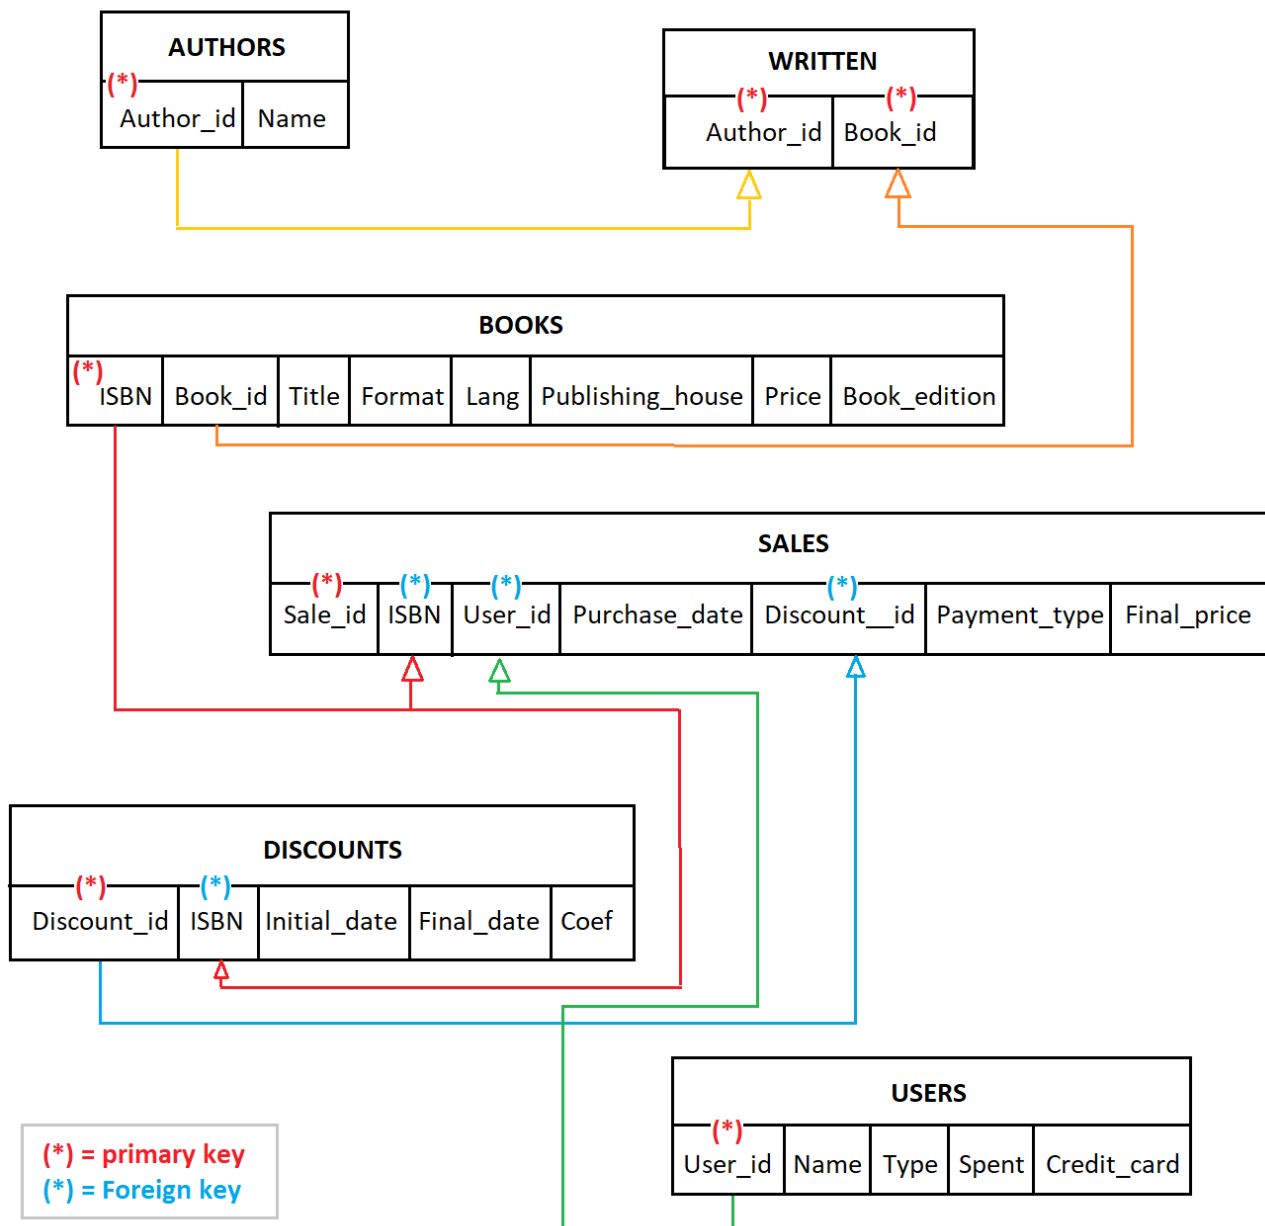 AUTHORS
(*)
Author_id Name
WRITTEN
(*) (*)
Author_id Book_id
BOOKS
(*)
ISBN Book_id Title Format Lang Publishing_house Price Book_edition
SALES
(*) (*) (*) (*)
Sale_id ISBN User_id Purchase_date Discount__id Payment_type Final_price
DISCOUNTS
(*) (*)
Discount_id ISBN Initial_date Final_date Coef
USERS
(*)
User_id Name Type Spent Credit_card
(*) = primary key
(*) = Foreign key